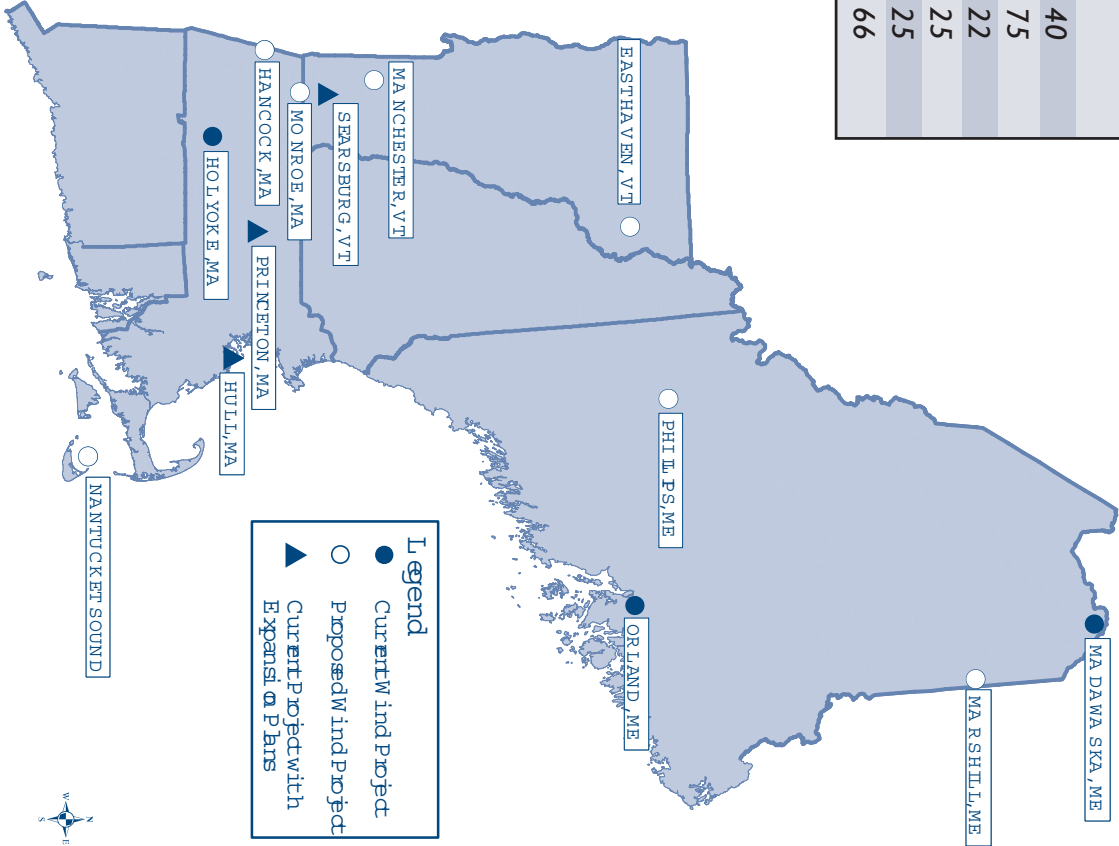 40
75
22
25
25
66
MADAWASKA, ME
MARSHILL, ME
PHILIPS, ME
ORLAND, ME
EASTHAVEN, VT
MANCHESTER, VT
SEARSBURG, VT
MONROE, MA
HANCOCK, MA
PRINCETON, MA
HULL, MA
HOLYOKE, MA
NANTUCKET SOUND
Legend
Current Wind Project
Proposed Wind Project
Current Project with
Expansion Plans
N
W
E
S